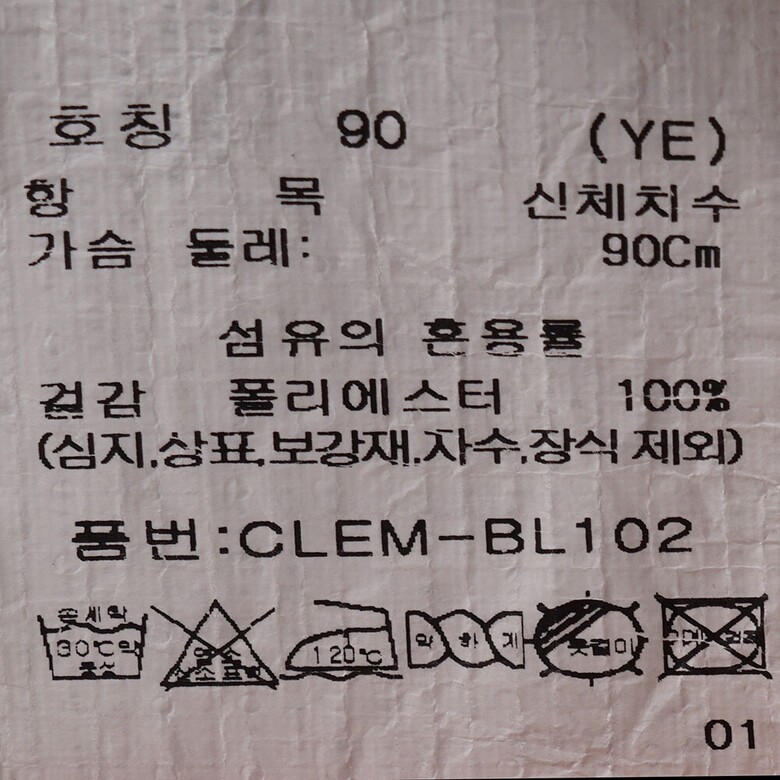 호칭 90 (YE)
항 목 신체치수
가슴 둘레: 90Cm
섬유의 혼용률
겉감 폴리에스터 100%
(심지,상표,보강재,자수,장식 제외)
품번:CLEM-BL102
손세탁 약하게
30℃ 120℃ 옷걸이
중성
01